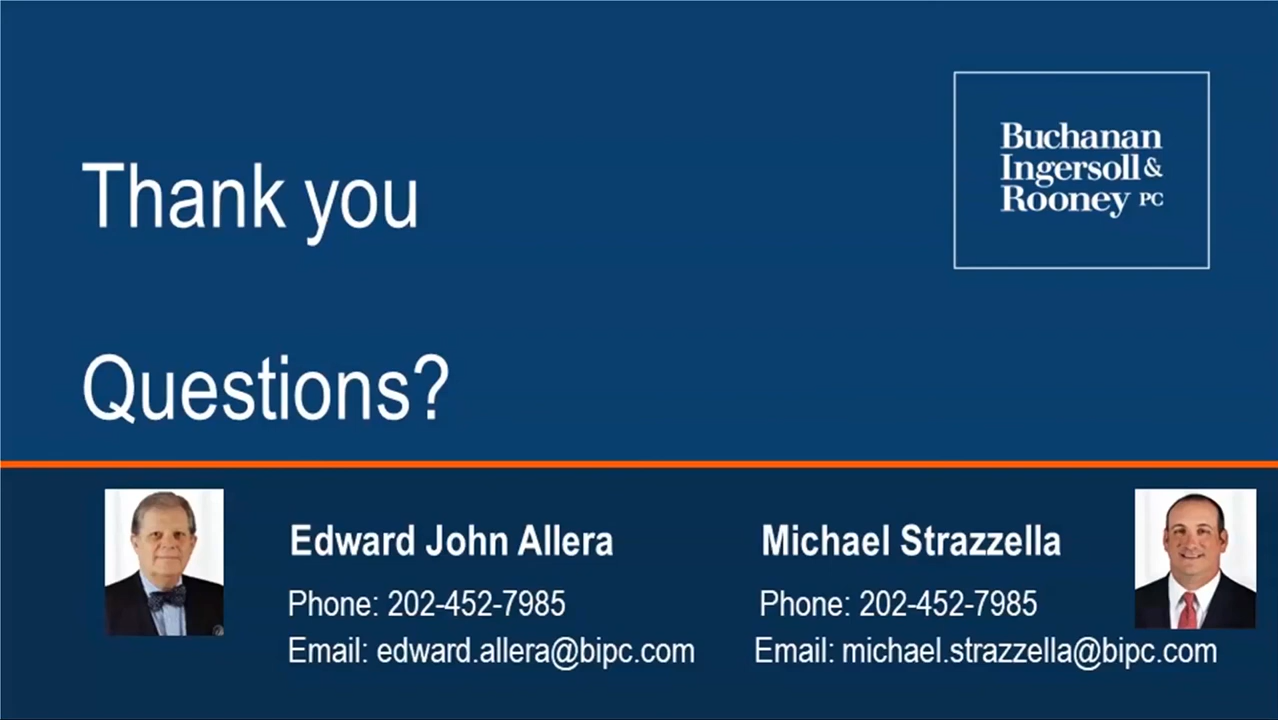 Thank you
Questions?
Buchanan
Ingersoll &
Rooney PC
Edward John Allera
Phone: 202-452-7985
Email: edward.allera@bipc.com
Michael Strazzella
Phone: 202-452-7985
Email: michael.strazzella@bipc.com